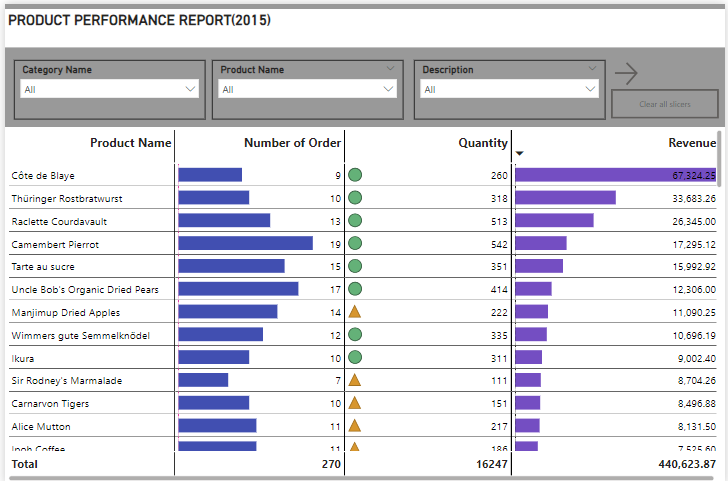 PRODUCT PERFORMANCE REPORT(2015)
Category Name
Product Name
Description
All
All
All
Clear all slicers
Product Name Number of Order Quantity Revenue
Côte de Blaye 9 260 67,324.25
Thüringer Rostbratwurst 10 318 33,683.26
Raclette Courdavault 13 513 26,345.00
Camembert Pierrot 19 542 17,295.12
Tarte au sucre 15 351 15,992.92
Uncle Bob's Organic Dried Pears 17 414 12,306.00
Manjimup Dried Apples 14 222 11,090.25
Wimmers gute Semmelknödel 12 335 10,696.19
Ikura 10 311 9,002.40
Sir Rodney's Marmalade 7 111 8,704.26
Carnarvon Tigers 10 151 8,496.88
Alice Mutton 11 217 8,131.50
Ipoh Coffee 11 186 7,525.60
Total 270 16247 440,623.87